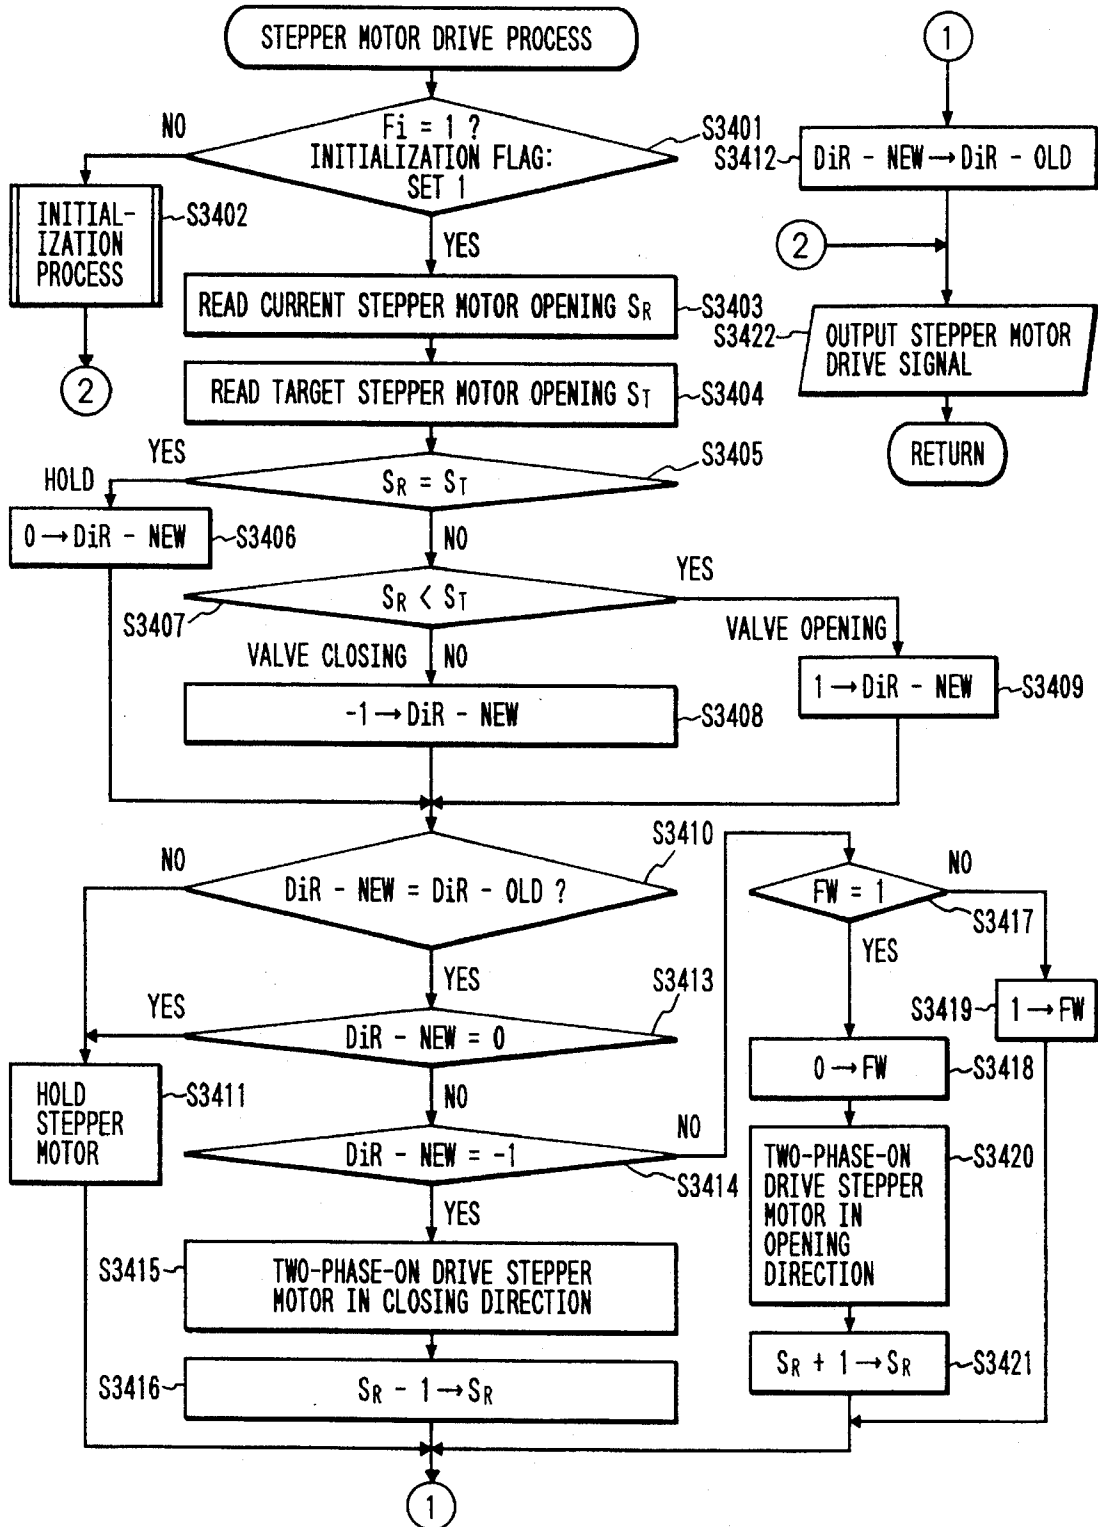 STEPPER MOTOR DRIVE PROCESS
NO
Fi = 1 ?
INITIALIZATION FLAG:
SET 1
S3401
INITIAL-
IZATION
PROCESS
S3402
2
YES
READ CURRENT STEPPER MOTOR OPENING SR
S3403
READ TARGET STEPPER MOTOR OPENING ST
S3404
YES
HOLD
SR = ST
S3405
0 → DiR - NEW
S3406
NO
SR < ST
S3407
YES
VALVE OPENING
VALVE CLOSING
NO
-1 → DiR - NEW
S3408
1 → DiR - NEW
S3409
NO
DiR - NEW = DiR - OLD ?
S3410
YES
YES
DiR - NEW = 0
S3413
HOLD
STEPPER
MOTOR
S3411
NO
DiR - NEW = -1
S3414
NO
YES
S3415
TWO-PHASE-ON DRIVE STEPPER
MOTOR IN CLOSING DIRECTION
S3416
SR - 1 → SR
1
1
S3412
DiR - NEW → DiR - OLD
2
S3422
OUTPUT STEPPER MOTOR
DRIVE SIGNAL
RETURN
FW = 1
NO
S3417
YES
S3419
1 → FW
0 → FW
S3418
TWO-PHASE-ON
DRIVE STEPPER
MOTOR IN
OPENING
DIRECTION
S3420
SR + 1 → SR
S3421